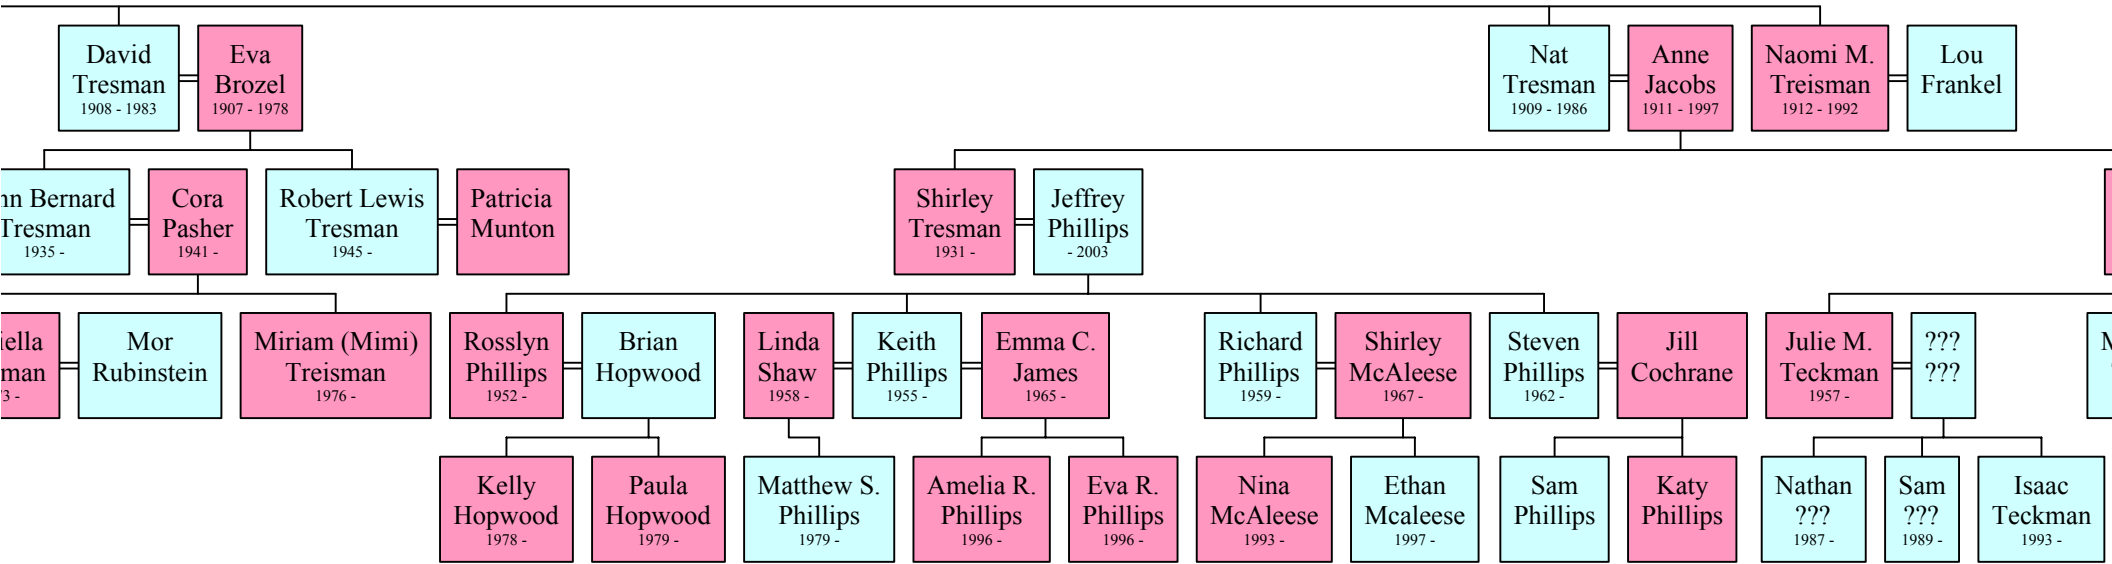 David
Tresman
1908 - 1983
Eva
Brozel
1907 - 1978
Nat
Tresman
1909 - 1986
Anne
Jacobs
1911 - 1997
Naomi M.
Treisman
1912 - 1992
Lou
Frankel
nn Bernard
Tresman
1935 -
Cora
Pasher
1941 -
Robert Lewis
Tresman
1945 -
Patricia
Munton
Shirley
Tresman
1931 -
Jeffrey
Phillips
- 2003
iella
man
3 -
Mor
Rubinstein
Miriam (Mimi)
Treisman
1976 -
Rosslyn
Phillips
1952 -
Brian
Hopwood
Linda
Shaw
1958 -
Keith
Phillips
1955 -
Emma C.
James
1965 -
Richard
Phillips
1959 -
Shirley
McAleese
1967 -
Steven
Phillips
1962 -
Jill
Cochrane
Julie M.
Teckman
1957 -
???
???
Kelly
Hopwood
1978 -
Paula
Hopwood
1979 -
Matthew S.
Phillips
1979 -
Amelia R.
Phillips
1996 -
Eva R.
Phillips
1996 -
Nina
McAleese
1993 -
Ethan
Mcaleese
1997 -
Sam
Phillips
Katy
Phillips
Nathan
???
1987 -
Sam
???
1989 -
Isaac
Teckman
1993 -